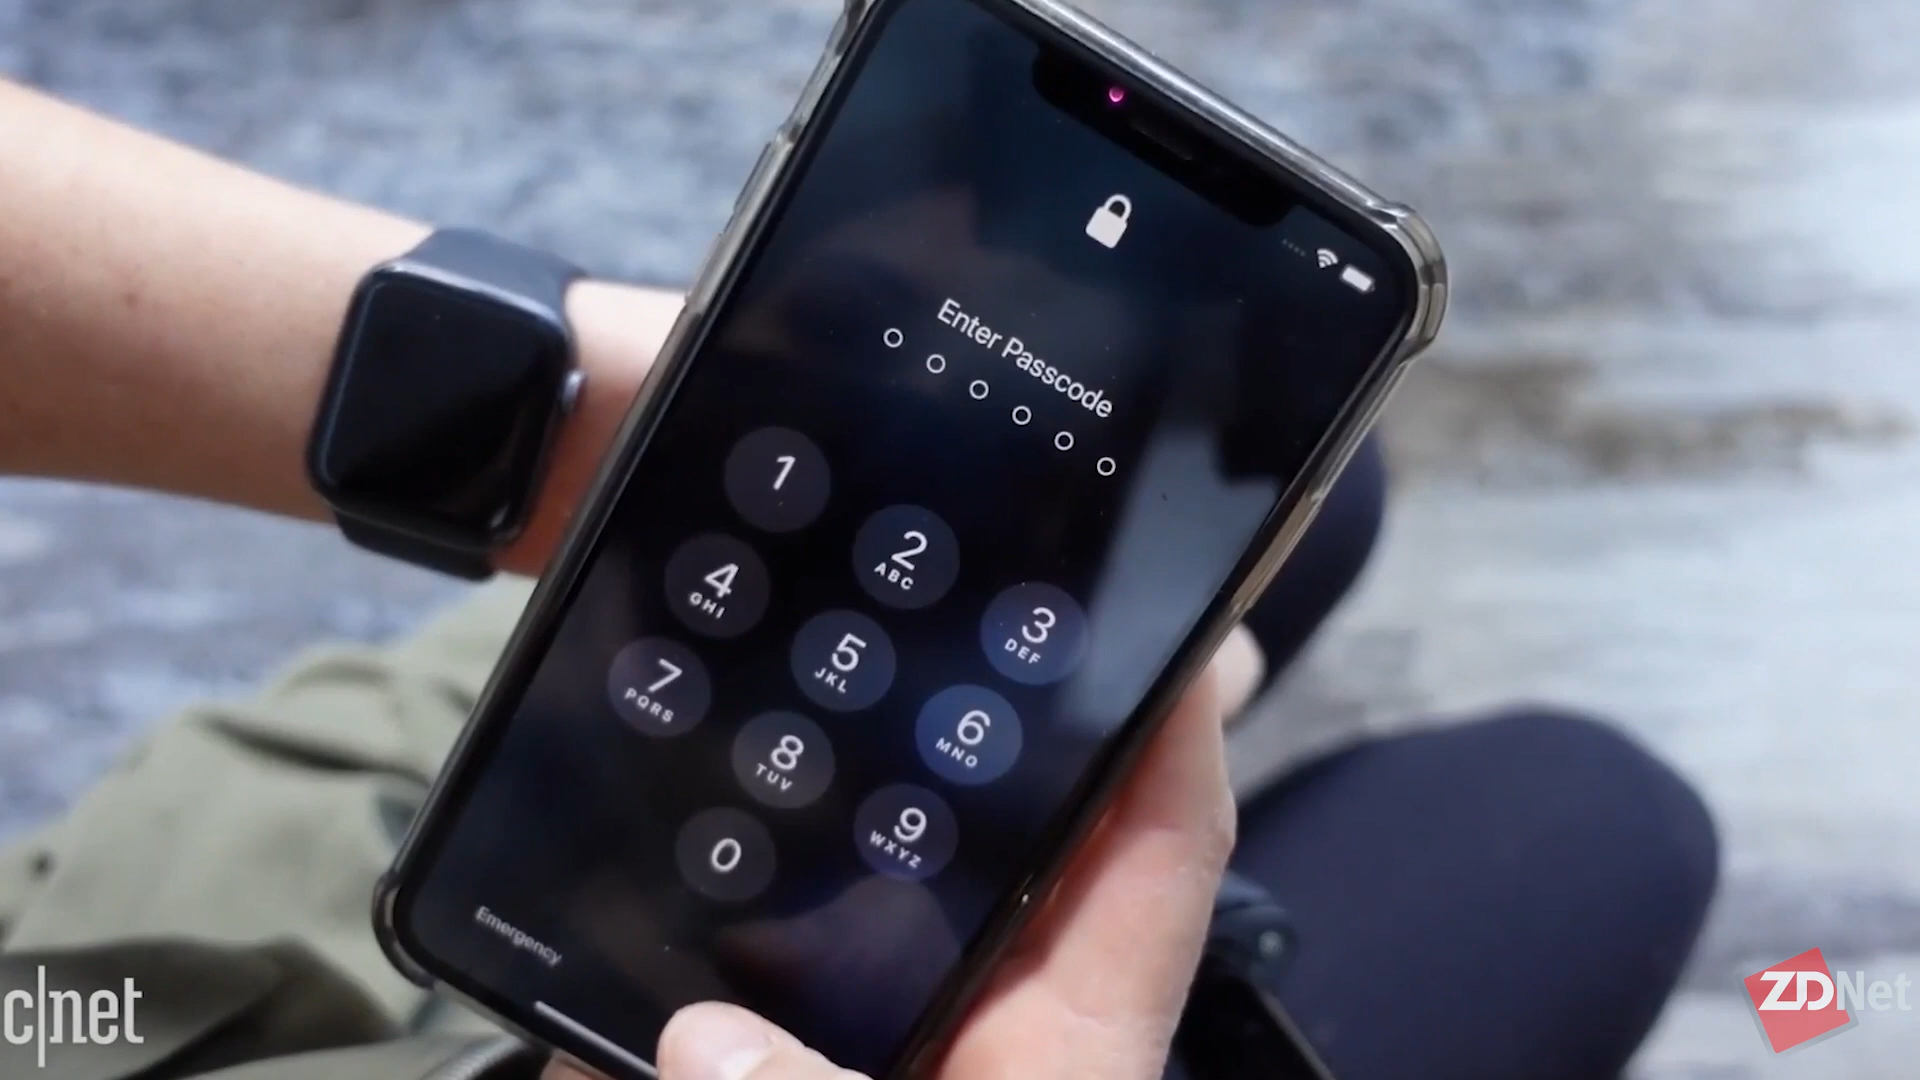 Enter Passcode
1
2
ABC
3
DEF
4
GHI
5
JKL
6
MNO
7
PQRS
8
TUV
9
WXYZ
0
Emergency
c|net
ZDNet